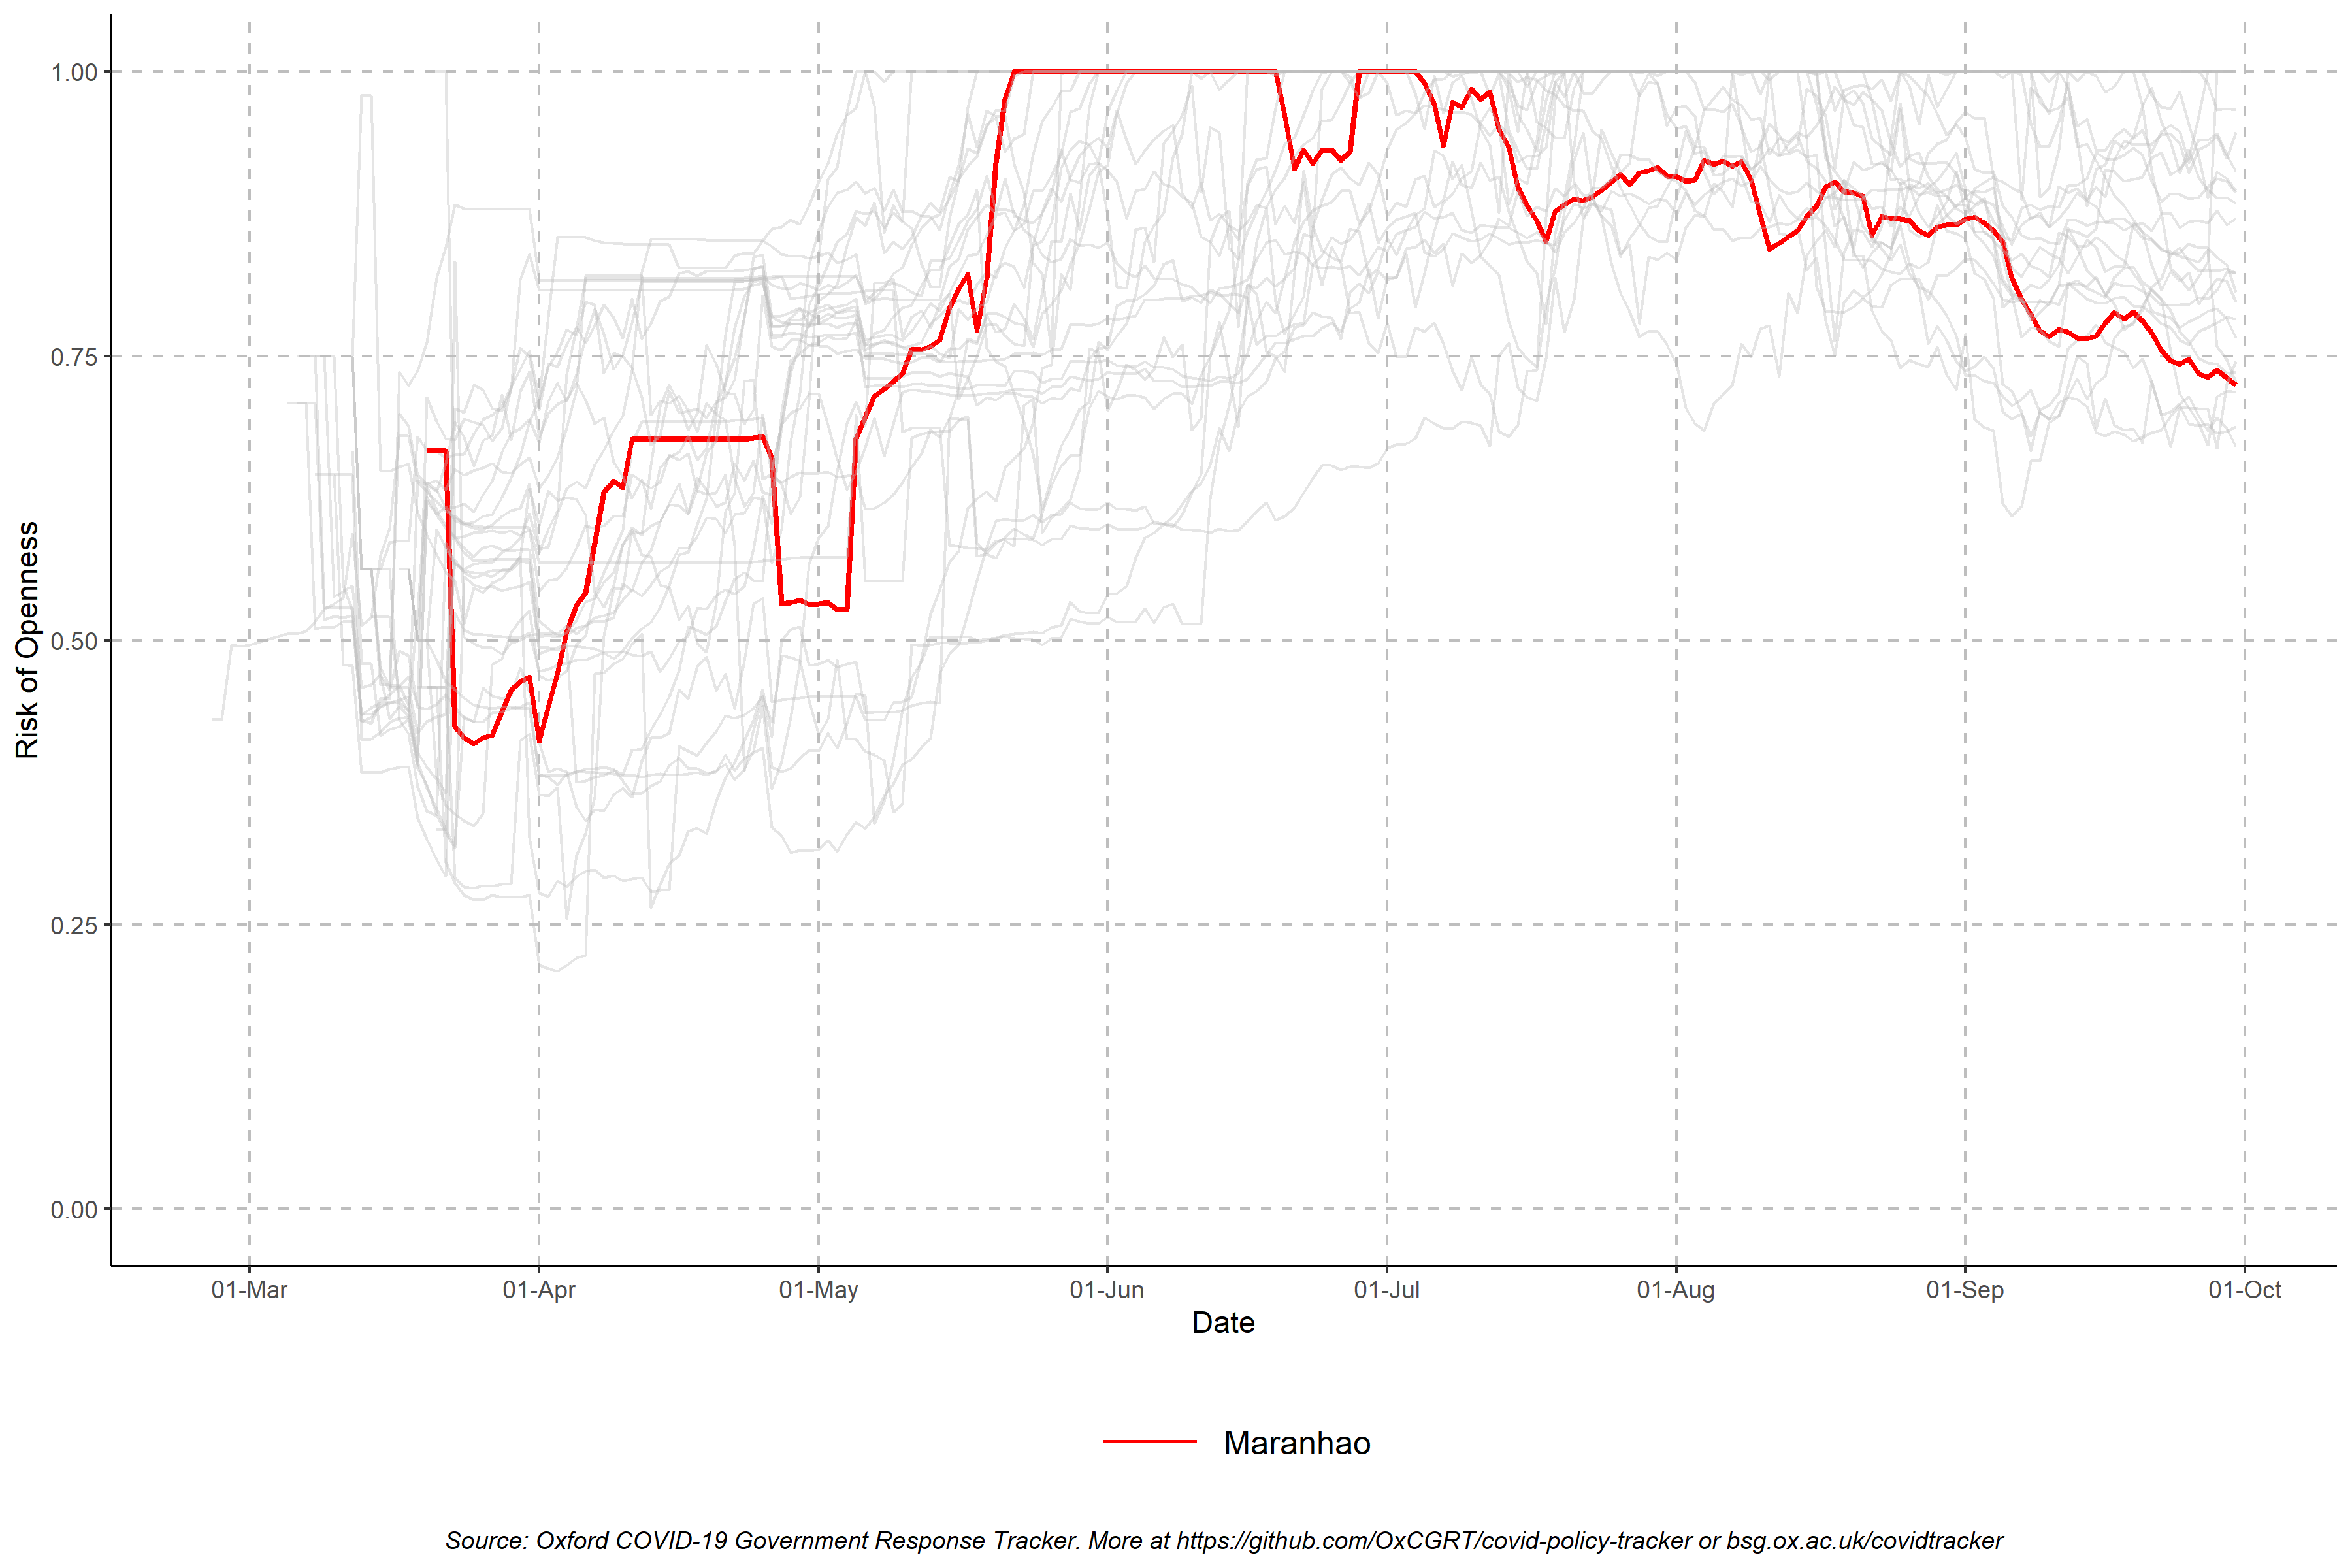 1.00
0.75
0.50
0.25
0.00
Risk of Openness
01-Mar 01-Apr 01-May 01-Jun 01-Jul 01-Aug 01-Sep 01-Oct
Date
Maranhao
Source: Oxford COVID-19 Government Response Tracker. More at https://github.com/OxCGRT/covid-policy-tracker or bsg.ox.ac.uk/covidtracker